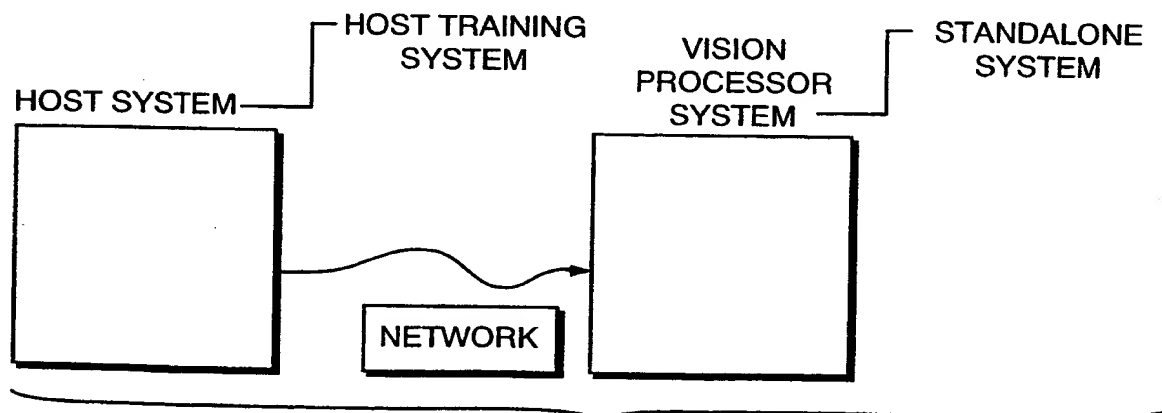 HOST TRAINING
SYSTEM
HOST SYSTEM
VISION
PROCESSOR
SYSTEM
STANDALONE
SYSTEM
NETWORK